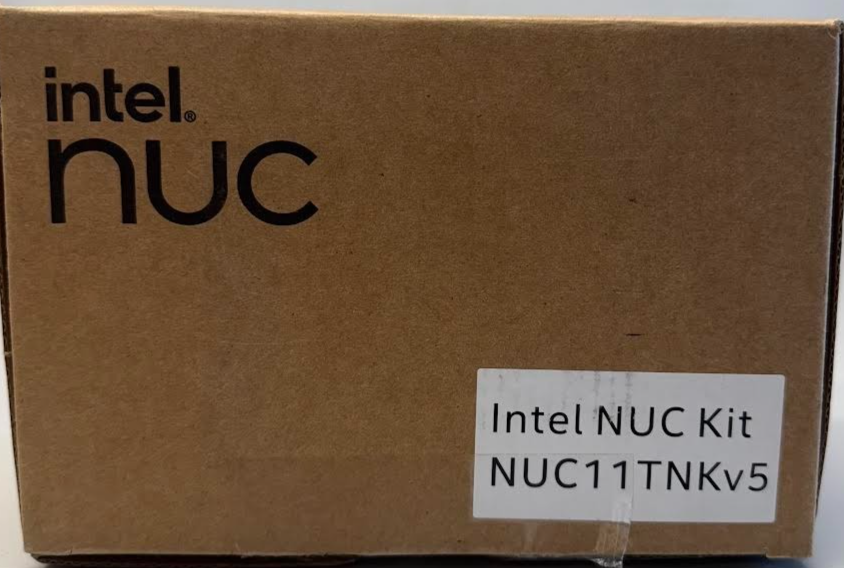 intel®
nuc
Intel NUC Kit
NUC11TNKv5